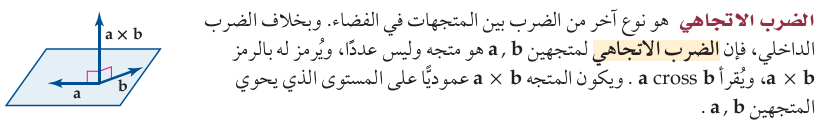 الضرب الاتجاهي هو نوع آخر من الضرب بين المتجهات في الفضاء. وبخلاف الضرب
الداخلي، فإن الضرب الاتجاهي لمتجهين a , b هو متجه وليس عددًا، ويُرمز له بالرمز
a × b، ويُقرأ a cross b . ويكون المتجه a × b عموديًّا على المستوى الذي يحوي
المتجهين a , b .
a × b
a
b